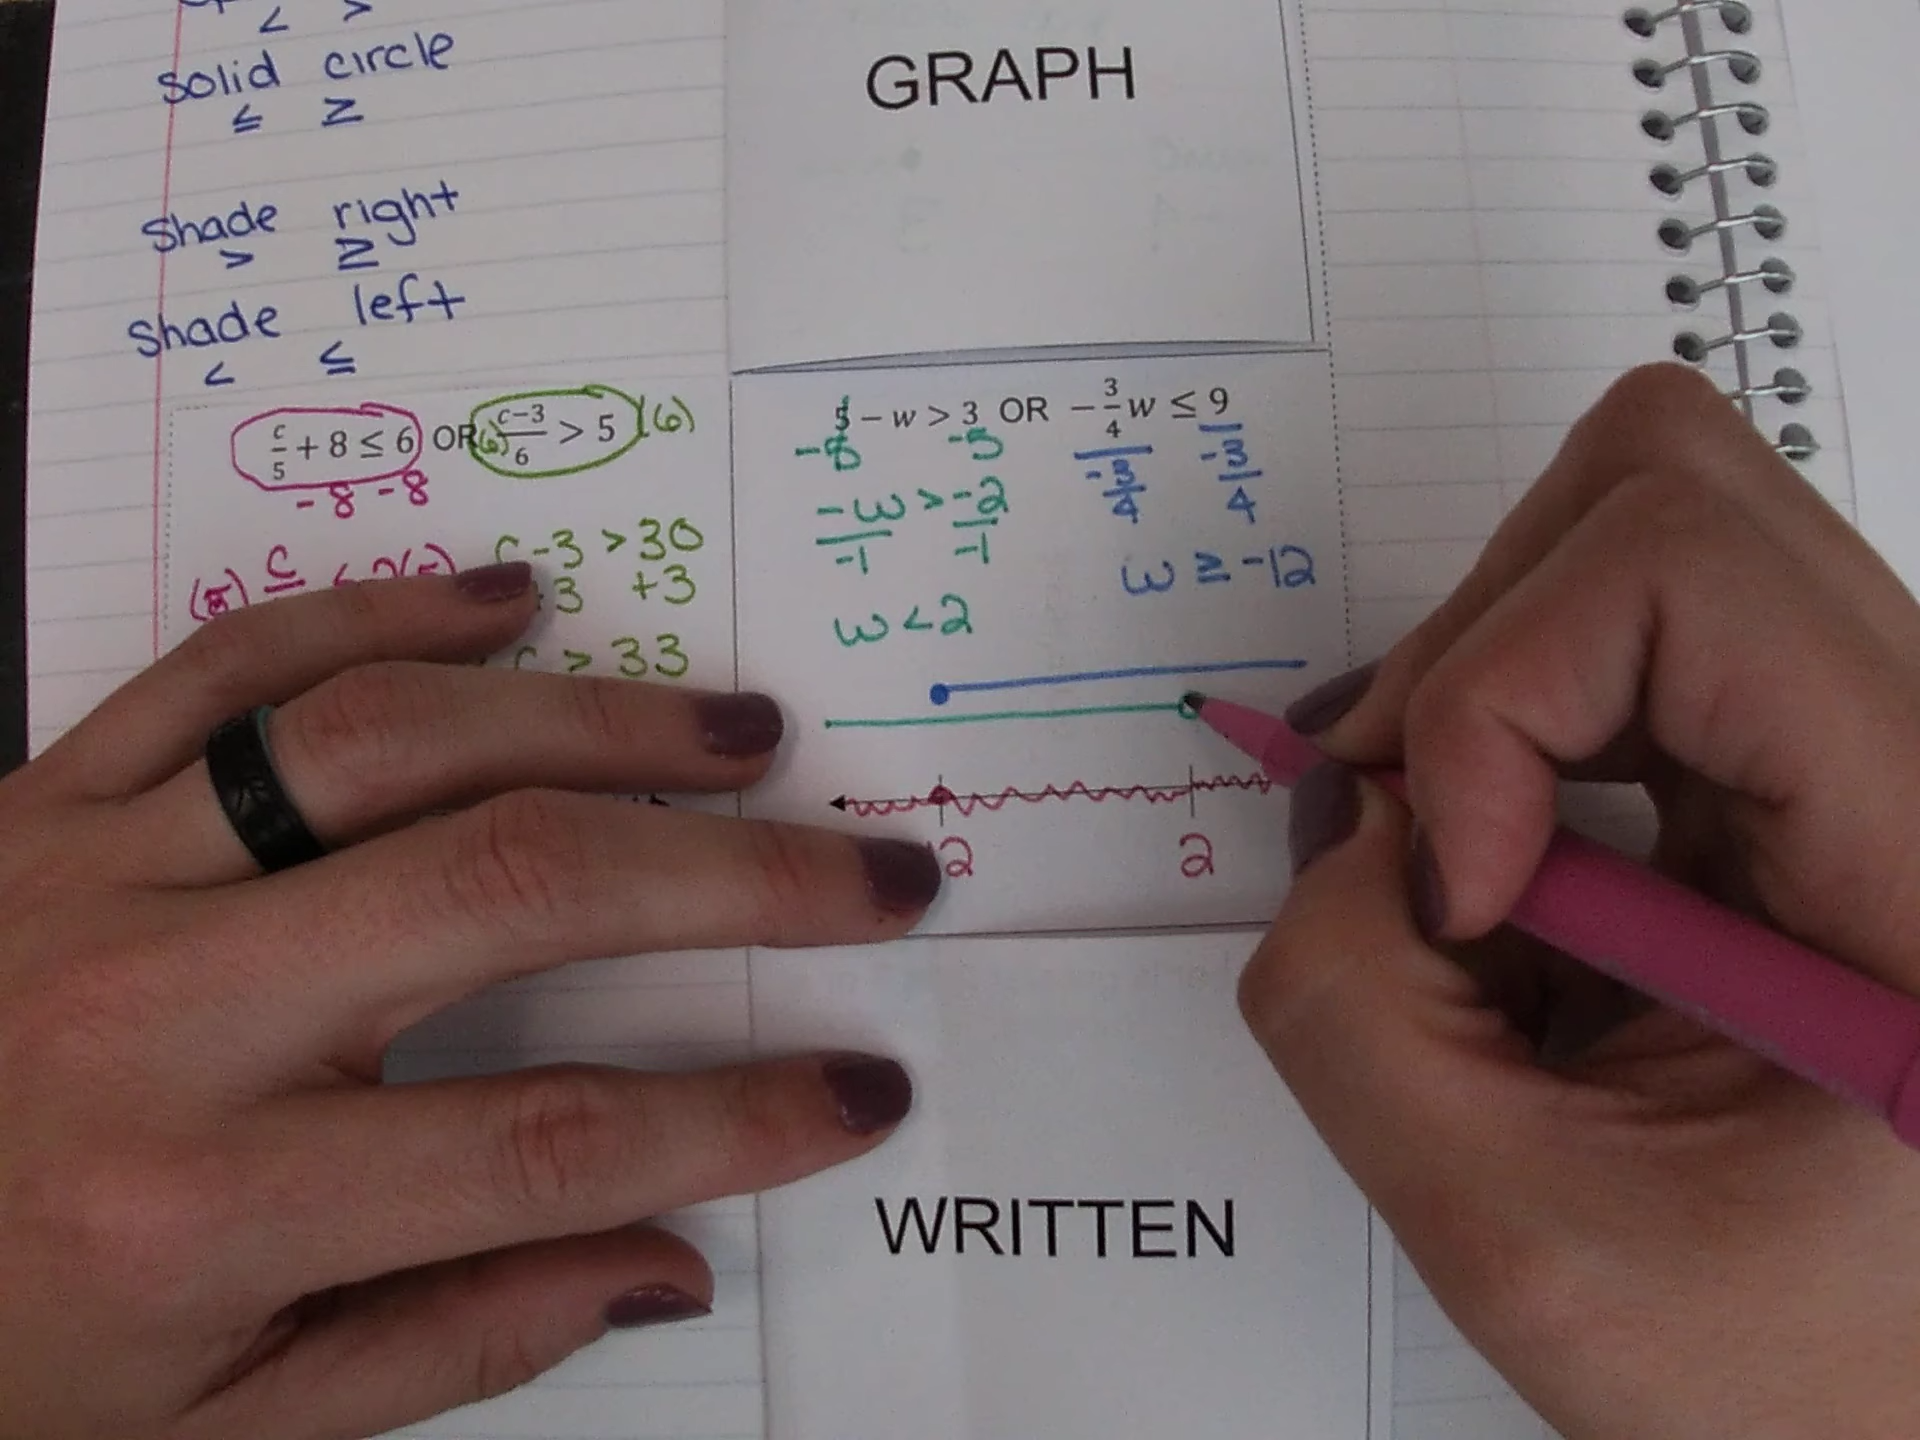 < >
solid circle
≤ ≥
Shade right
> ≥
Shade left
< ≤
c/5 + 8 ≤ 6 OR (6) c-3/6 > 5 (6)
-8 -8
(5) c
c-3 > 30
+3 +3
c > 33
GRAPH
5 - w > 3 OR -3/4 w ≤ 9
-5 -5 -3/4 -3/4
-w > -2
-1 -1
w ≥ -12
w < 2
12 2
WRITTEN